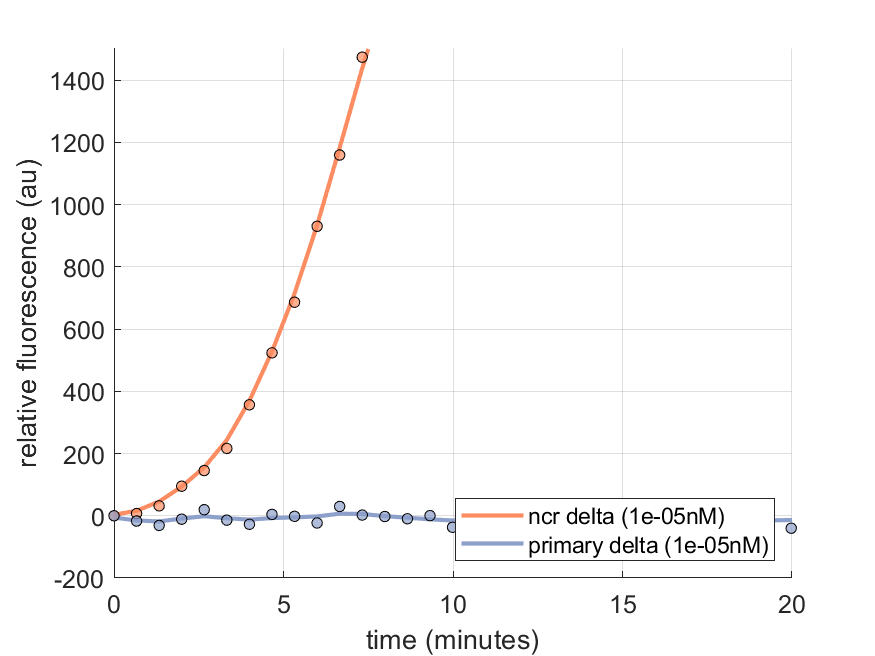 1400
1200
1000
800
600
400
200
0
-200
0 5 10 15 20
relative fluorescence (au)
time (minutes)
ncr delta (1e-05nM)
primary delta (1e-05nM)